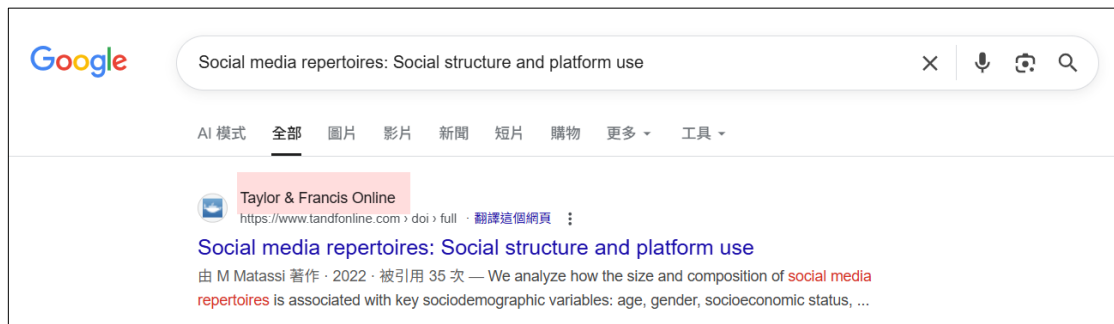 Google
Social media repertoires: Social structure and platform use
AI 模式 全部 圖片 影片 新聞 短片 購物 更多 工具
Taylor & Francis Online
https://www.tandfonline.com › doi › full · 翻譯這個網頁
Social media repertoires: Social structure and platform use
由 M Matassi 著作 · 2022 · 被引用 35 次 — We analyze how the size and composition of social media
repertoires is associated with key sociodemographic variables: age, gender, socioeconomic status, ...